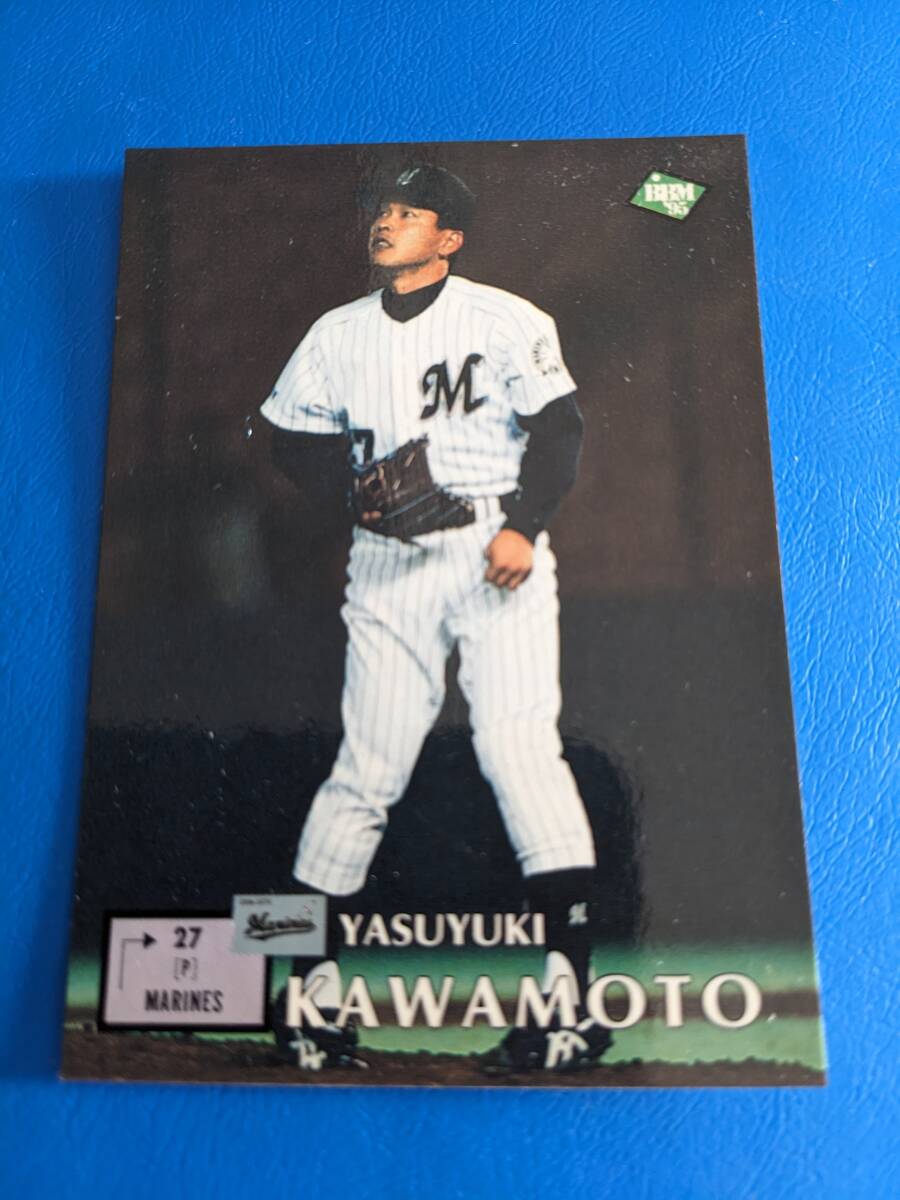 BBM
'95
M
27
[P]
MARINES
Marines
YASUYUKI
KAWAMOTO